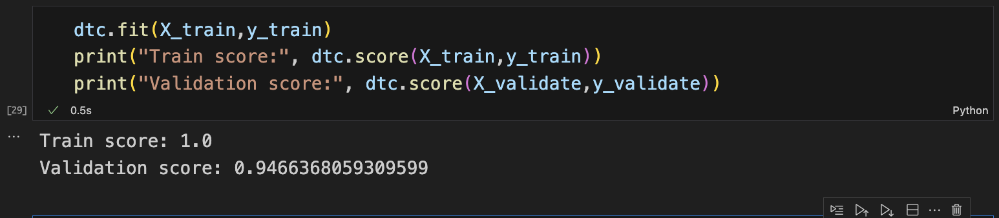 dtc.fit(X_train,y_train)
print("Train score:", dtc.score(X_train,y_train))
print("Validation score:", dtc.score(X_validate,y_validate))
[29] 0.5s Python
Train score: 1.0
Validation score: 0.9466368059309599